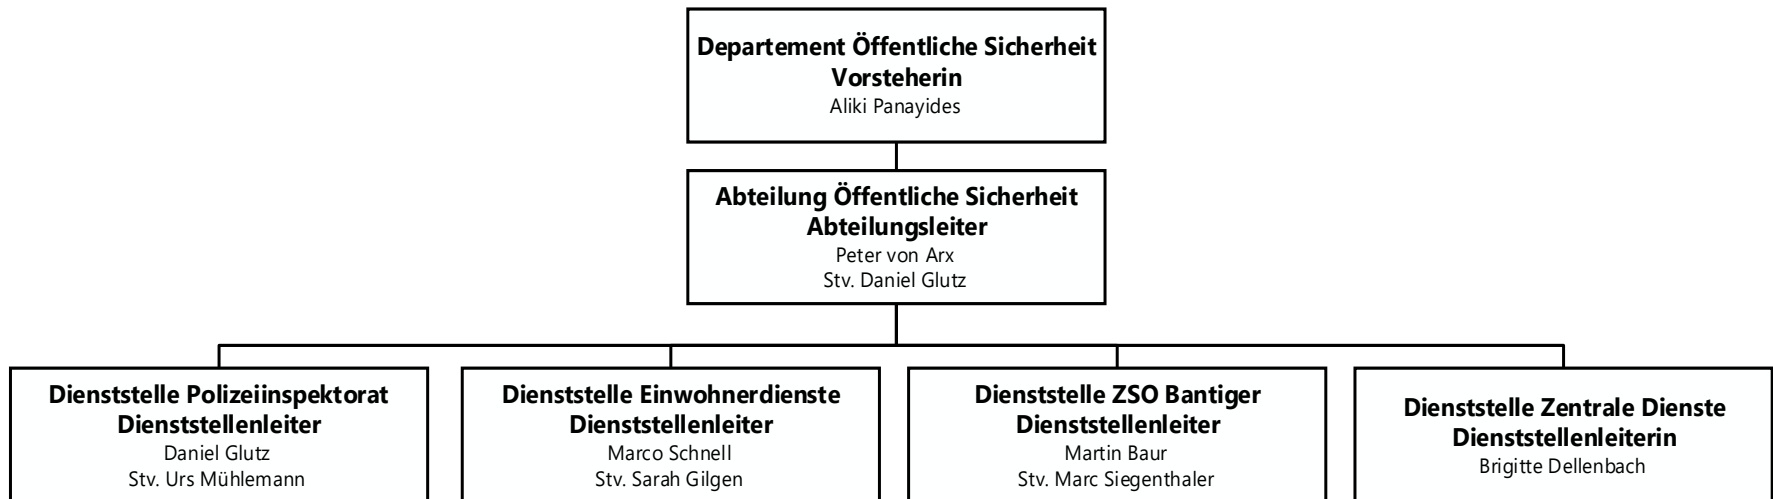 Departement Öffentliche Sicherheit
Vorsteherin
Aliki Panayides
Abteilung Öffentliche Sicherheit
Abteilungsleiter
Peter von Arx
Stv. Daniel Glutz
Dienststelle Polizeiinspektorat
Dienststellenleiter
Daniel Glutz
Stv. Urs Mühlemann
Dienststelle Einwohnerdienste
Dienststellenleiter
Marco Schnell
Stv. Sarah Gilgen
Dienststelle ZSO Bantiger
Dienststellenleiter
Martin Baur
Stv. Marc Siegenthaler
Dienststelle Zentrale Dienste
Dienststellenleiterin
Brigitte Dellenbach